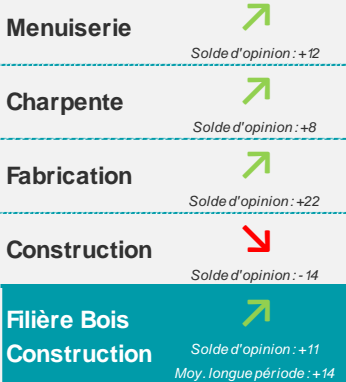 Menuiserie
Solde d'opinion : +12
Charpente
Solde d'opinion : +8
Fabrication
Solde d'opinion : +22
Construction
Solde d'opinion : - 14
Filière Bois
Construction
Solde d'opinion : +11
Moy. longue période : +14